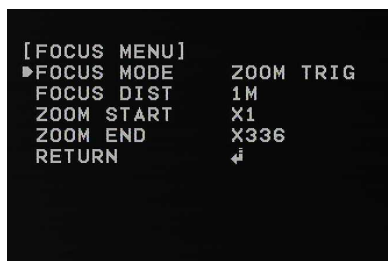 [FOCUS MENU]
FOCUS MODE ZOOM TRIG
FOCUS DIST 1M
ZOOM START X1
ZOOM END X336
RETURN ↲